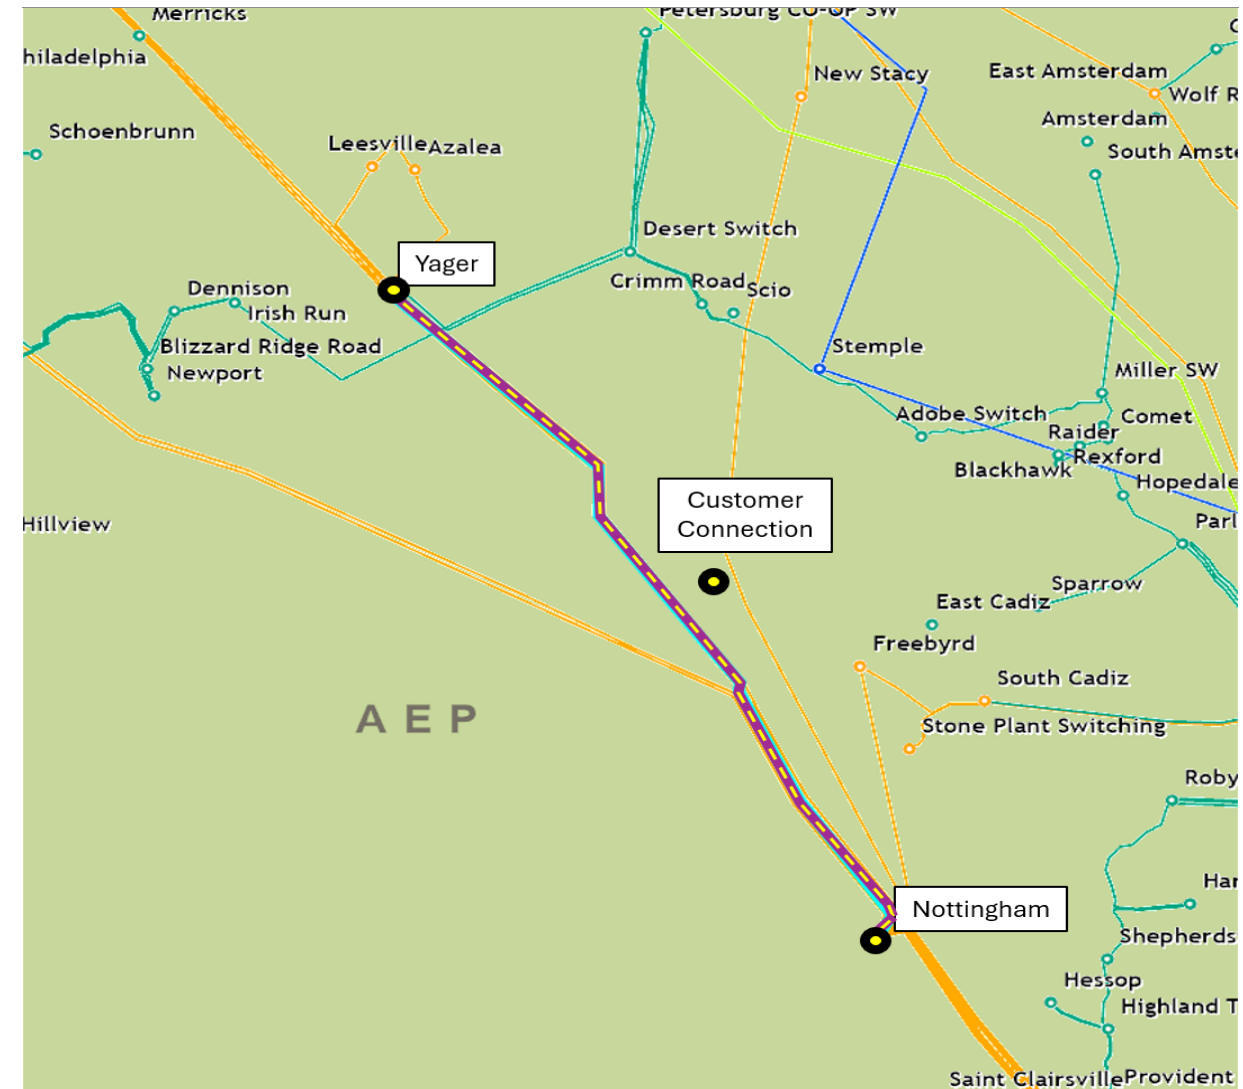 Merricks
Petersburg CO-OP SW
hiladelphia
New Stacy
East Amsterdam
Wolf R
Amsterdam
Schoenbrunn
Leesville
Azalea
South Amste
Desert Switch
Yager
Crimm Road
Scio
Dennison
Irish Run
Blizzard Ridge Road
Newport
Stemple
Miller SW
Adobe Switch
Comet
Raider
Rexford
Blackhawk
Hopedale
Customer
Connection
Hillview
Parl
Sparrow
East Cadiz
Freebyrd
South Cadiz
AEP
Stone Plant Switching
Roby
Har
Nottingham
Shepherds
Hessop
Highland T
Saint Clairsville
Provident